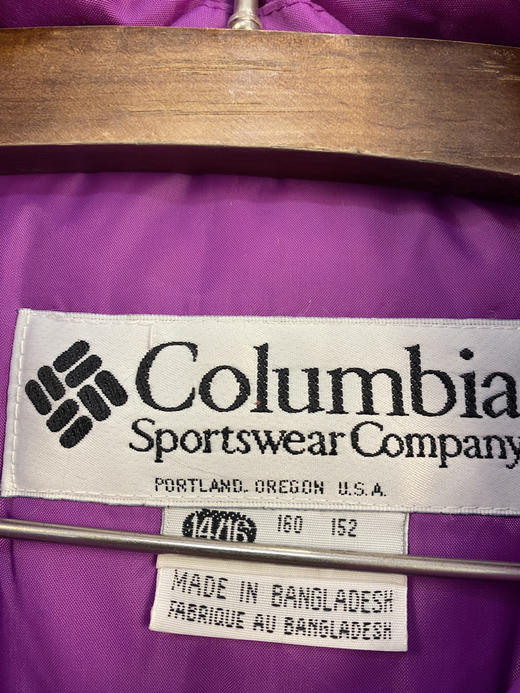 Columbia
Sportswear Company
PORTLAND. OREGON U.S.A.
14/16 160 152
MADE IN BANGLADESH
FABRIQUE AU BANGLADESH